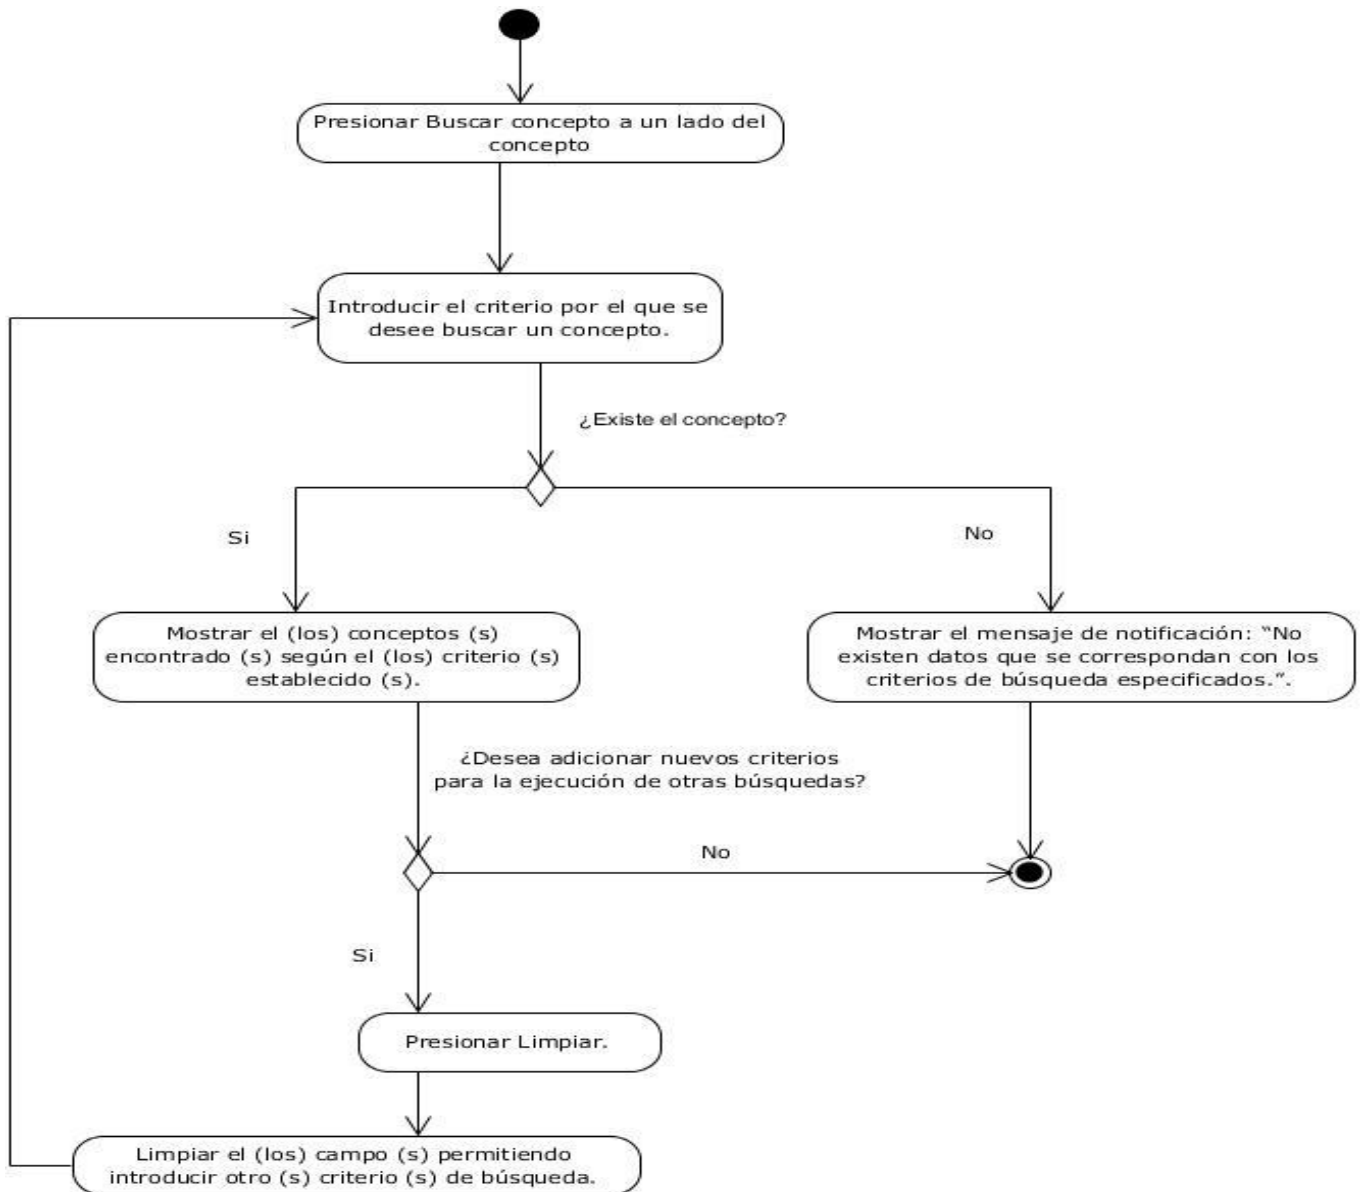 Presionar Buscar concepto a un lado del
concepto
Introducir el criterio por el que se
desee buscar un concepto.
¿Existe el concepto?
Si
No
Mostrar el (los) conceptos (s)
encontrado (s) según el (los) criterio (s)
establecido (s).
Mostrar el mensaje de notificación: “No
existen datos que se correspondan con los
criterios de búsqueda especificados.”.
¿Desea adicionar nuevos criterios
para la ejecución de otras búsquedas?
No
Si
Presionar Limpiar.
Limpiar el (los) campo (s) permitiendo
introducir otro (s) criterio (s) de búsqueda.